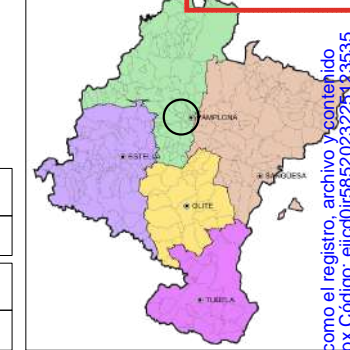 PAMPLONA
ESTELLA
SANGÜESA
OLITE
TUDELA
como el registro, archivo y contenido